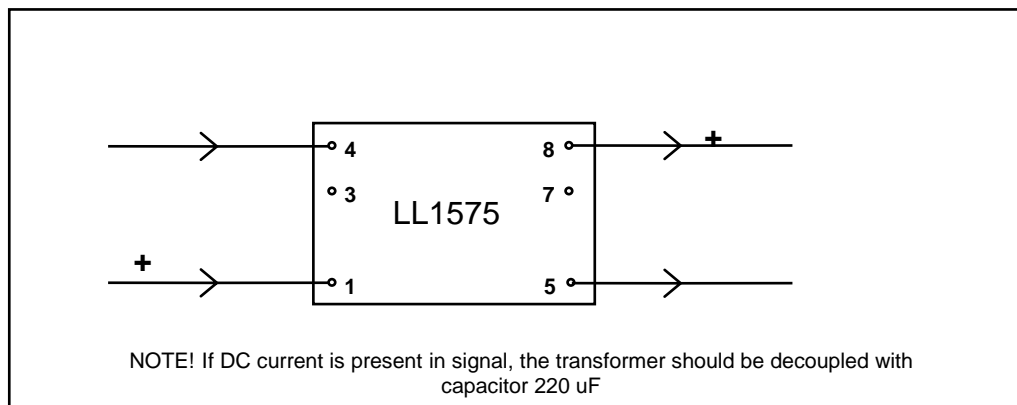 +
4 8
3 7
LL1575
+
1 5
NOTE! If DC current is present in signal, the transformer should be decoupled with
capacitor 220 uF